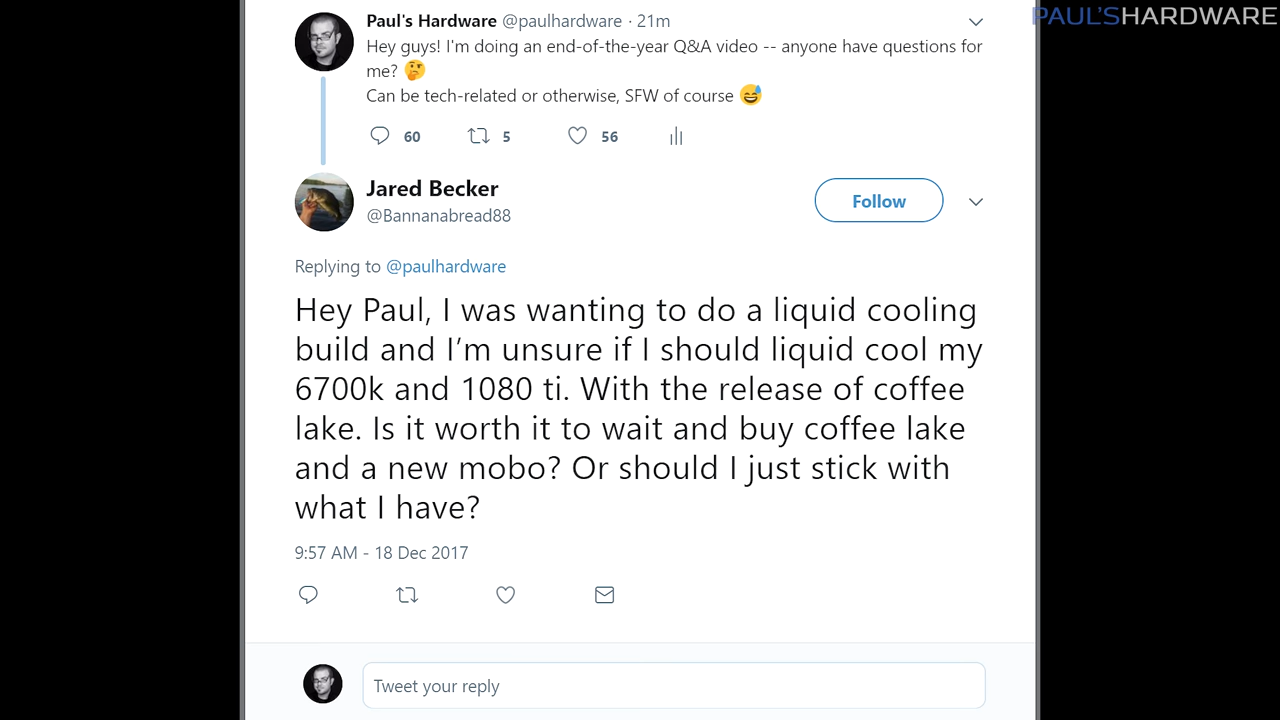 PAUL'SHARDWARE
Paul's Hardware @paulhardware · 21m
Hey guys! I'm doing an end-of-the-year Q&A video -- anyone have questions for
me? 🤔
Can be tech-related or otherwise, SFW of course 😅
60 5 56
Jared Becker
@Bannanabread88
Follow
Replying to @paulhardware
Hey Paul, I was wanting to do a liquid cooling
build and I’m unsure if I should liquid cool my
6700k and 1080 ti. With the release of coffee
lake. Is it worth it to wait and buy coffee lake
and a new mobo? Or should I just stick with
what I have?
9:57 AM - 18 Dec 2017
Tweet your reply